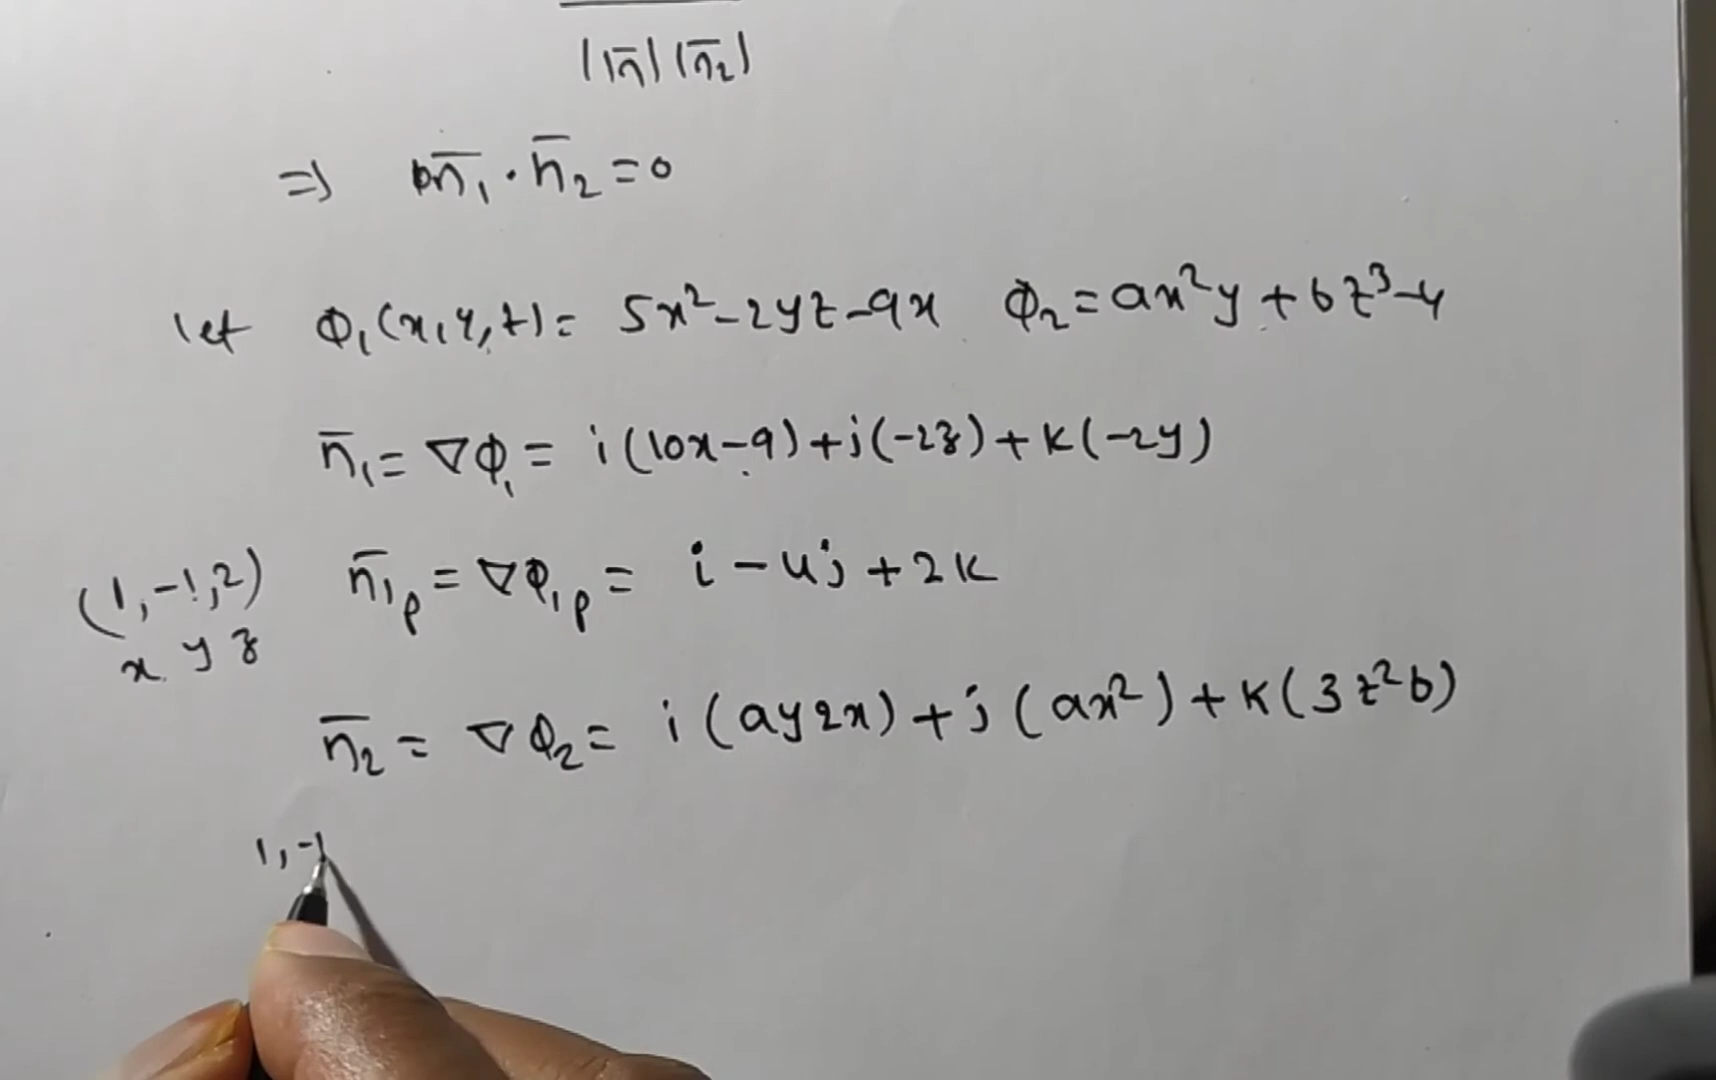 |n̄| |n̄₂|
⇒ n̄₁ · n̄₂ = 0
let Φ₁(x,y,z) = 5x²-2yz-9x Φ₂ = ax²y + bz³-4
n̄₁ = ∇Φ₁ = i(10x-9)+j(-2z)+k(-2y)
(1,-1,2) n̄₁ₚ = ∇Φ₁ₚ = i - 4j + 2k
x y z
n̄₂ = ∇Φ₂ = i(ay2x)+j(ax²)+k(3z²b)
1,-1